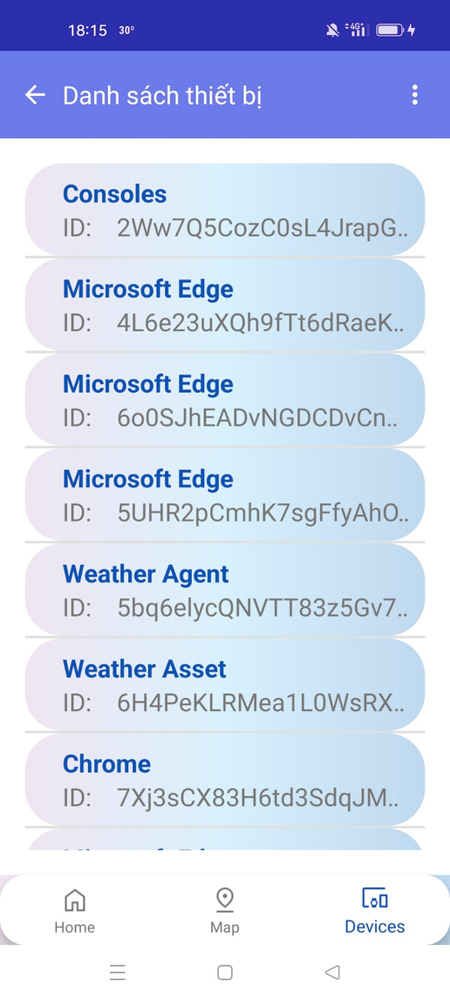 18:15 30°
4G+
Danh sách thiết bị
Consoles
ID: 2Ww7Q5CozC0sL4JrapG..
Microsoft Edge
ID: 4L6e23uXQh9fTt6dRaeK..
Microsoft Edge
ID: 6o0SJhEADvNGDCDvCn..
Microsoft Edge
ID: 5UHR2pCmhK7sgFfyAhO..
Weather Agent
ID: 5bq6elycQNVTT83z5Gv7..
Weather Asset
ID: 6H4PeKLRMea1L0WsRX..
Chrome
ID: 7Xj3sCX83H6td3SdqJM..
Home
Map
Devices